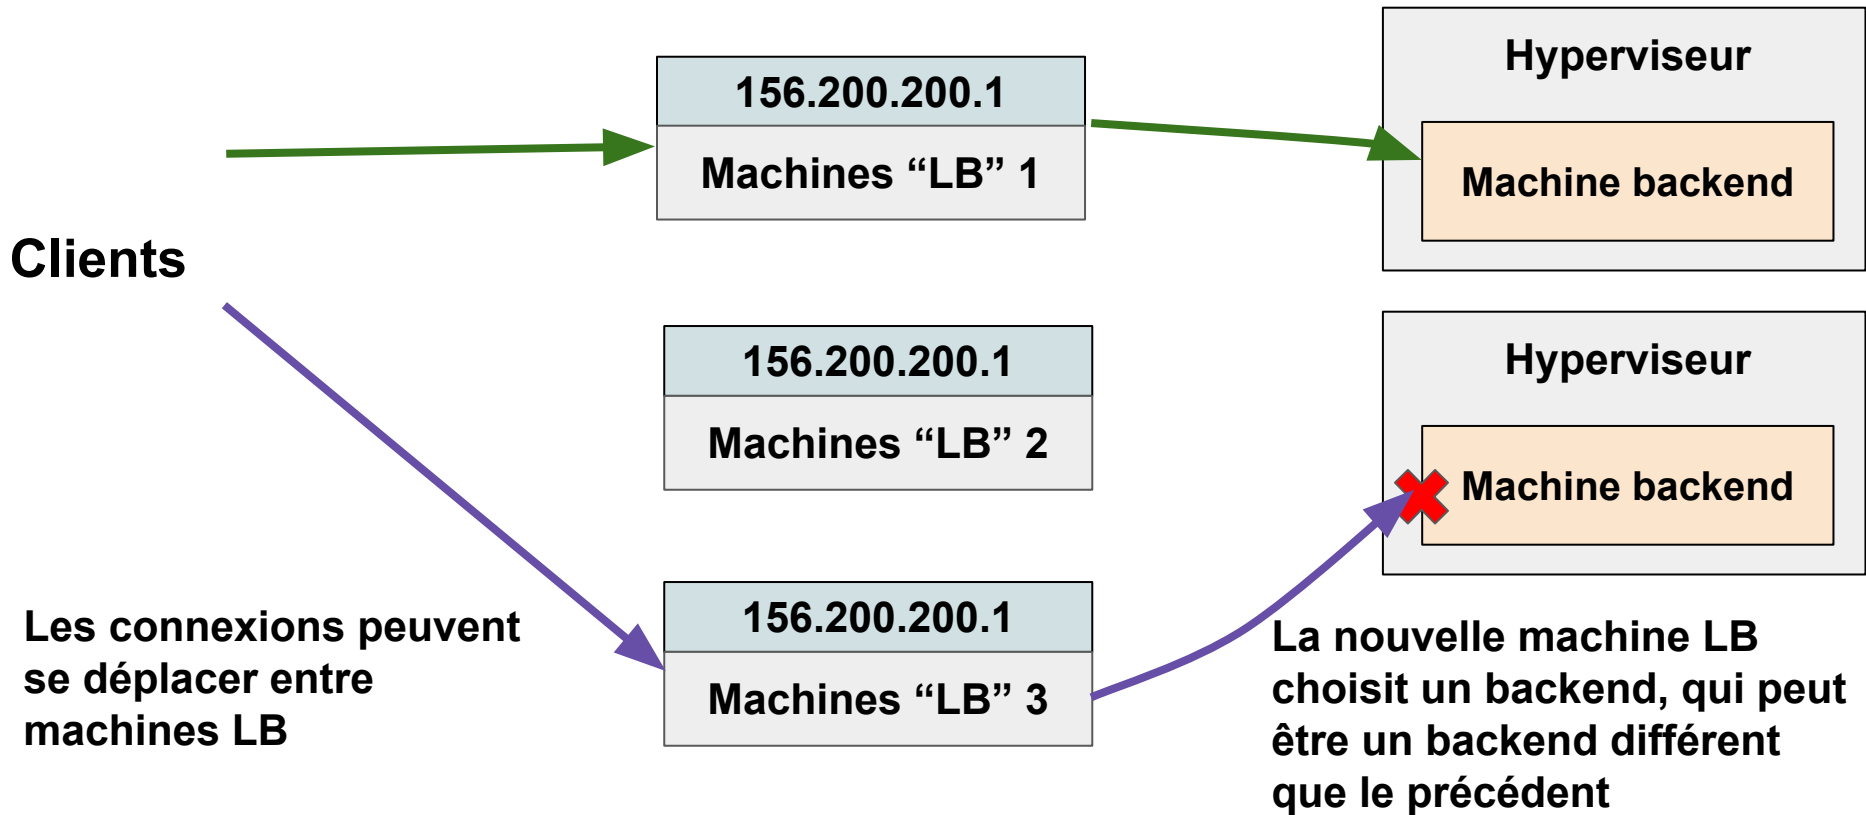 Clients
Les connexions peuvent
se déplacer entre
machines LB
156.200.200.1
Machines “LB” 1
156.200.200.1
Machines “LB” 2
156.200.200.1
Machines “LB” 3
Hyperviseur
Machine backend
Hyperviseur
Machine backend
La nouvelle machine LB
choisit un backend, qui peut
être un backend différent
que le précédent